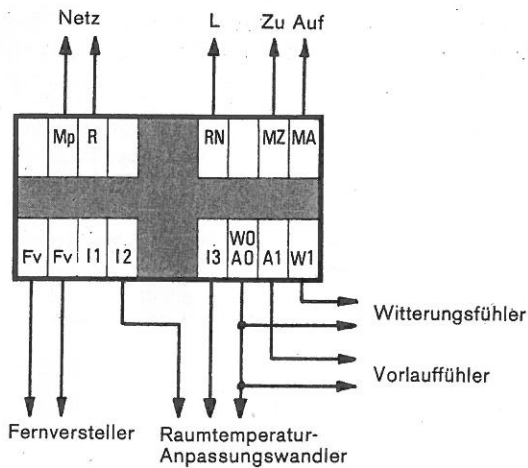 Netz L Zu Auf
Mp R RN MZ MA
W0
Fv Fv I1 I2 I3 A0 A1 W1
Witterungsfühler
Vorlauffühler
Fernversteller Raumtemperatur-
Anpassungswandler